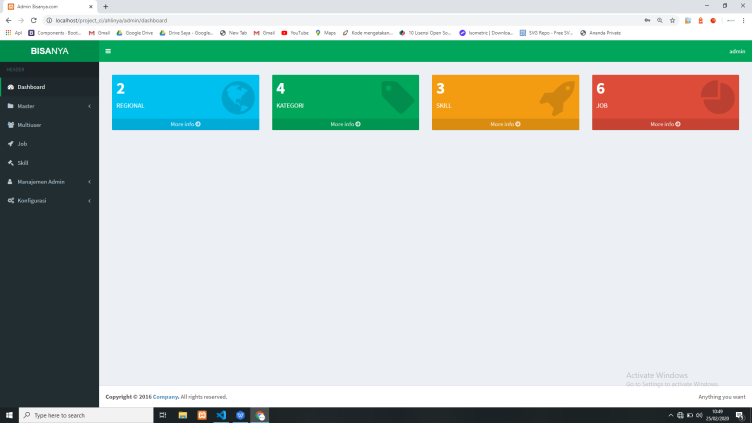 Admin Bisanya.com
localhost/project_ci/ahlinya/admin/dashboard
Apl Components - Boot... Gmail Google Drive Drive Saya - Google... New Tab Gmail YouTube Maps Kode mengatakan... 10 Lisensi Open So... Isometric | Downloa... SVG Repo - Free SV... Ananda Private
BISANYA
admin
HEADER
Dashboard
Master
Multiuser
Job
Skill
Manajemen Admin
Konfigurasi
2
REGIONAL
More info
4
KATEGORI
More info
3
SKILL
More info
6
JOB
More info
Activate Windows
Go to Settings to activate Windows.
Copyright © 2016 Company. All rights reserved.
Anything you want
Type here to search
10:49
25/02/2020